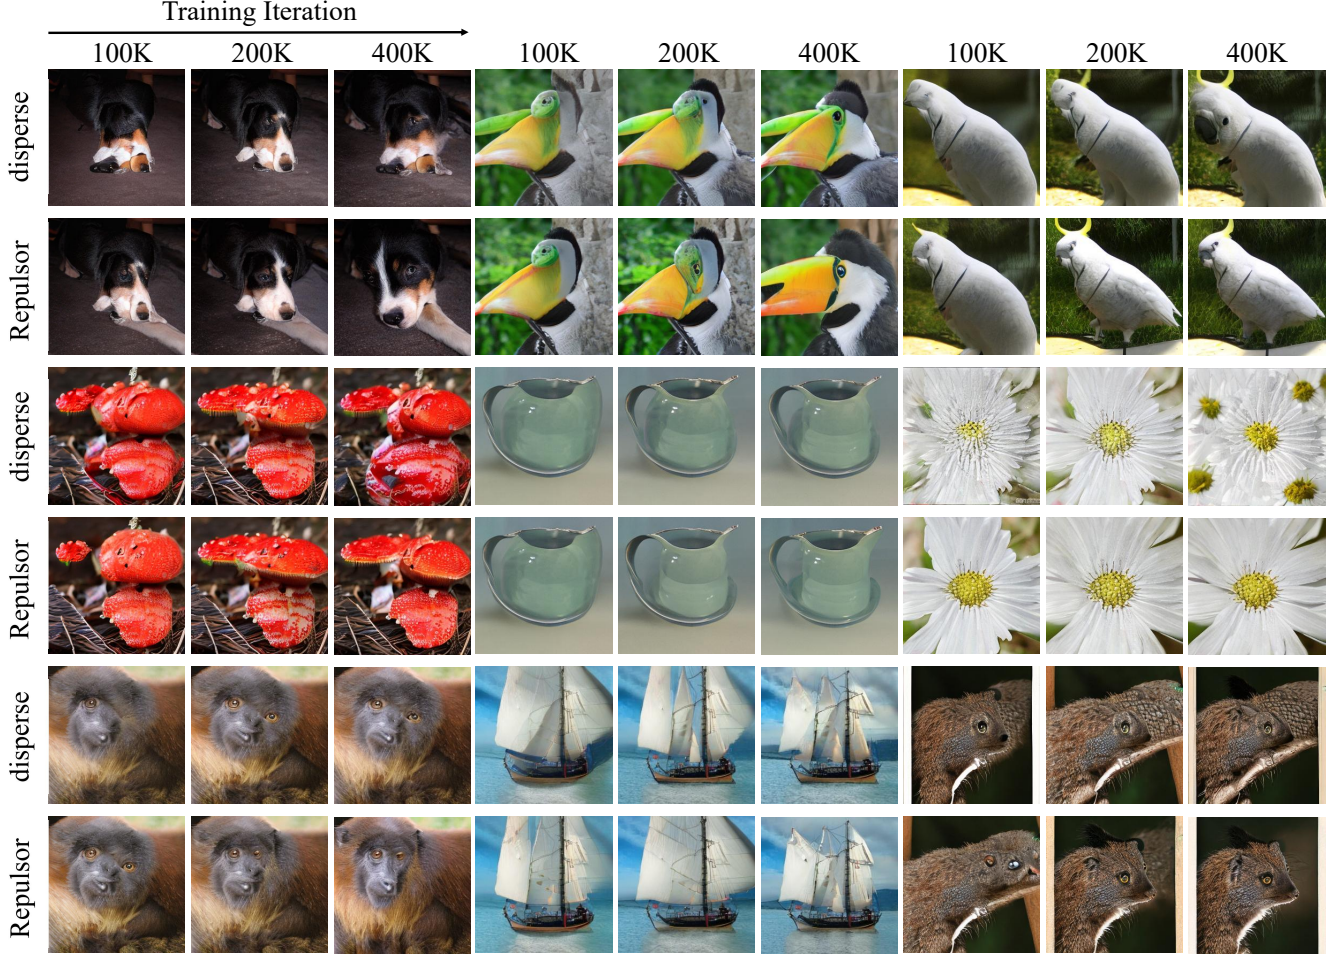 Training Iteration
100K 200K 400K 100K 200K 400K 100K 200K 400K
disperse
Repulsor
disperse
Repulsor
disperse
Repulsor